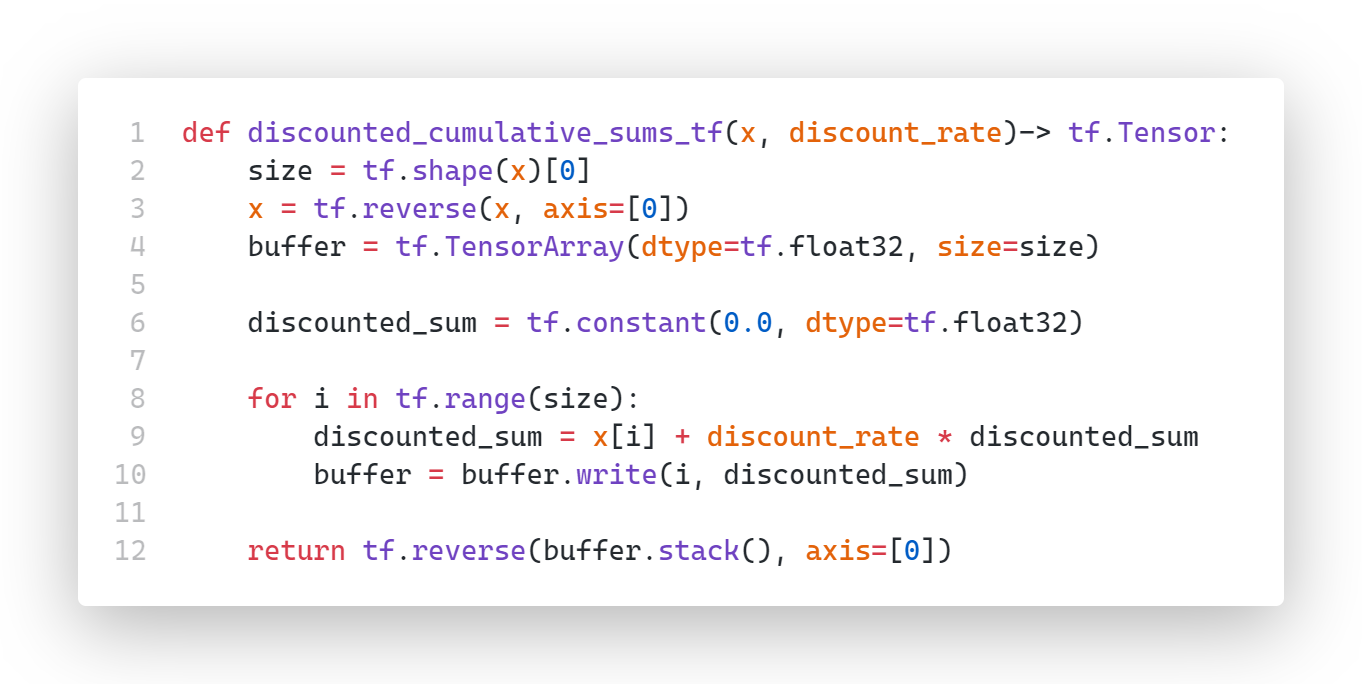 1 def discounted_cumulative_sums_tf(x, discount_rate)-> tf.Tensor:
2     size = tf.shape(x)[0]
3     x = tf.reverse(x, axis=[0])
4     buffer = tf.TensorArray(dtype=tf.float32, size=size)
5
6     discounted_sum = tf.constant(0.0, dtype=tf.float32)
7
8     for i in tf.range(size):
9         discounted_sum = x[i] + discount_rate * discounted_sum
10         buffer = buffer.write(i, discounted_sum)
11
12     return tf.reverse(buffer.stack(), axis=[0])